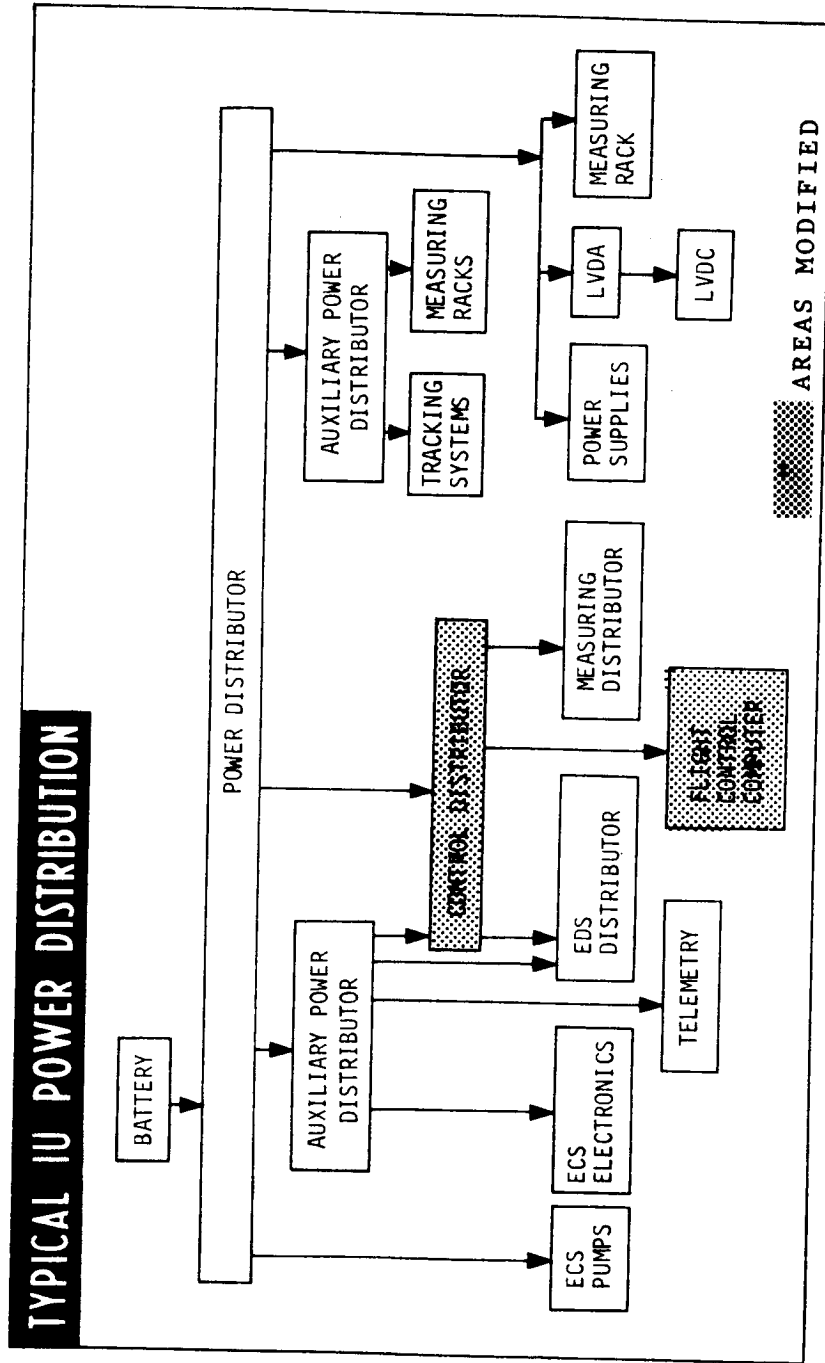 TYPICAL IU POWER DISTRIBUTION
BATTERY
POWER DISTRIBUTOR
AUXILIARY POWER
DISTRIBUTOR
AUXILIARY POWER
DISTRIBUTOR
CONTROL DISTRIBUTOR
TRACKING
SYSTEMS
MEASURING
RACKS
ECS
PUMPS
ECS
ELECTRONICS
EDS
DISTRIBUTOR
MEASURING
DISTRIBUTOR
POWER
SUPPLIES
LVDA
MEASURING
RACK
TELEMETRY
FLIGHT
CONTROL
COMPUTER
LVDC
AREAS MODIFIED